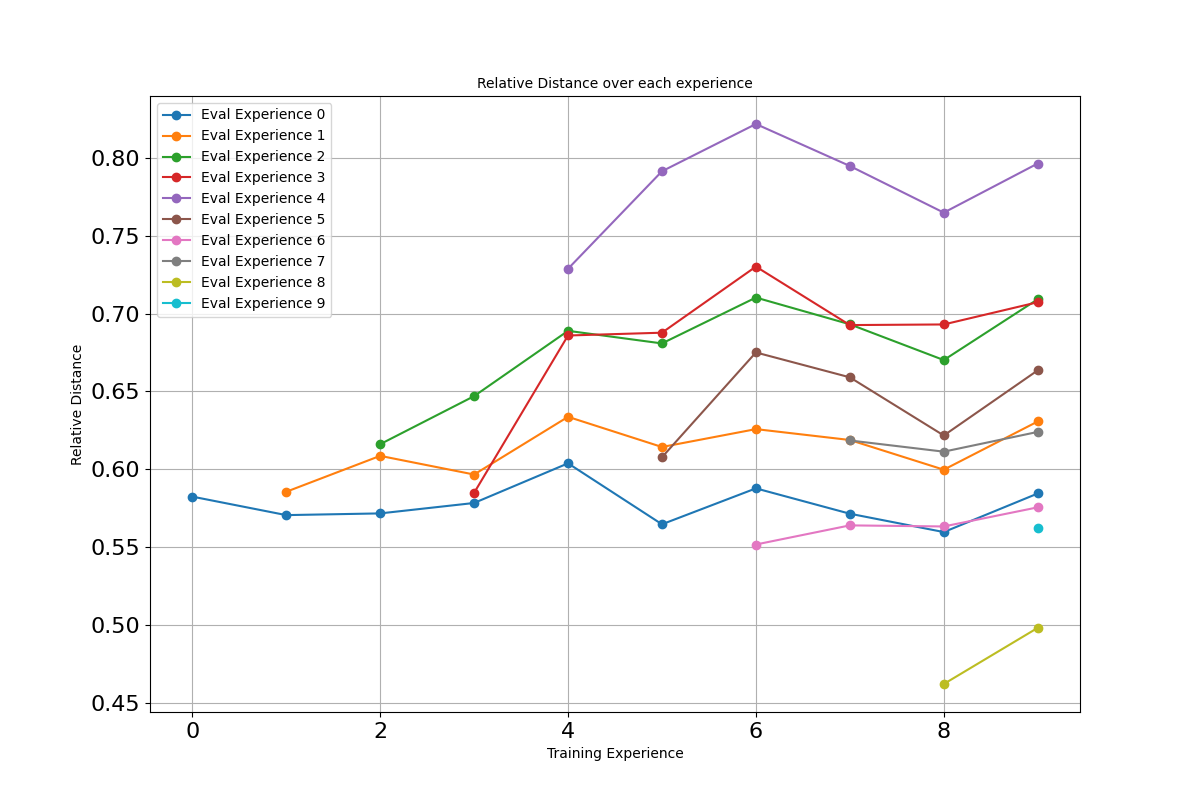 Relative Distance over each experience
Eval Experience 0
Eval Experience 1
Eval Experience 2
Eval Experience 3
Eval Experience 4
Eval Experience 5
Eval Experience 6
Eval Experience 7
Eval Experience 8
Eval Experience 9
0.80
0.75
0.70
0.65
0.60
0.55
0.50
0.45
Relative Distance
0 2 4 6 8
Training Experience